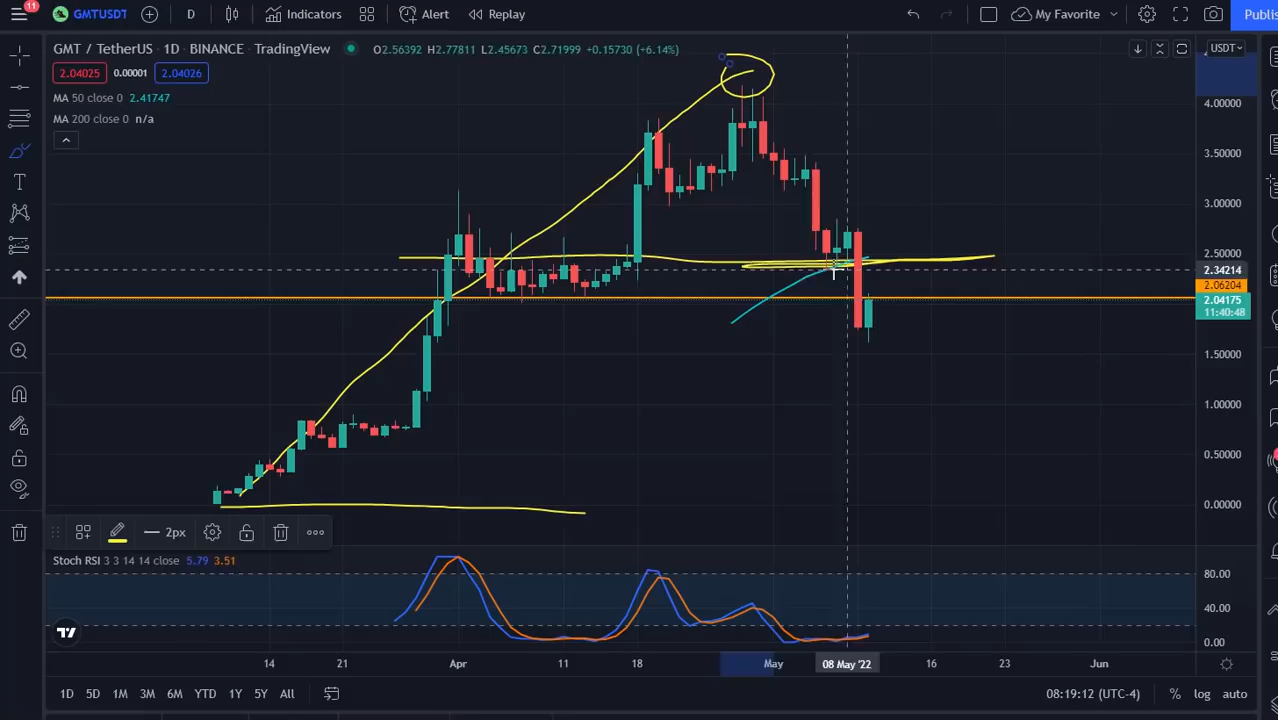 11 GMTUSDT D Indicators Alert Replay My Favorite Publis
GMT / TetherUS · 1D · BINANCE · TradingView O2.56392 H2.77811 L2.45673 C2.71999 +0.15730 (+6.14%) USDT
2.04025 0.00001 2.04026
MA 50 close 0 2.41747
MA 200 close 0 n/a
4.00000
3.50000
3.00000
2.50000
2.34214
2.06204
2.04175
11:40:48
1.50000
1.00000
0.50000
0.00000
2px
Stoch RSI 3 3 14 14 close 5.79 3.51
80.00
40.00
0.00
14 21 Apr 11 18 May 08 May '22 16 23 Jun
1D 5D 1M 3M 6M YTD 1Y 5Y All 08:19:12 (UTC-4) % log auto